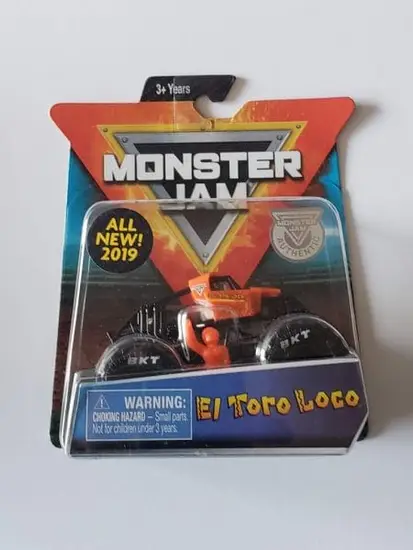 3+ Years
MONSTER
JAM
ALL
NEW!
2019
MONSTER
JAM
AUTHENTIC
BKT
BKT
WARNING:
CHOKING HAZARD — Small parts.
Not for children under 3 years.
El Toro Loco